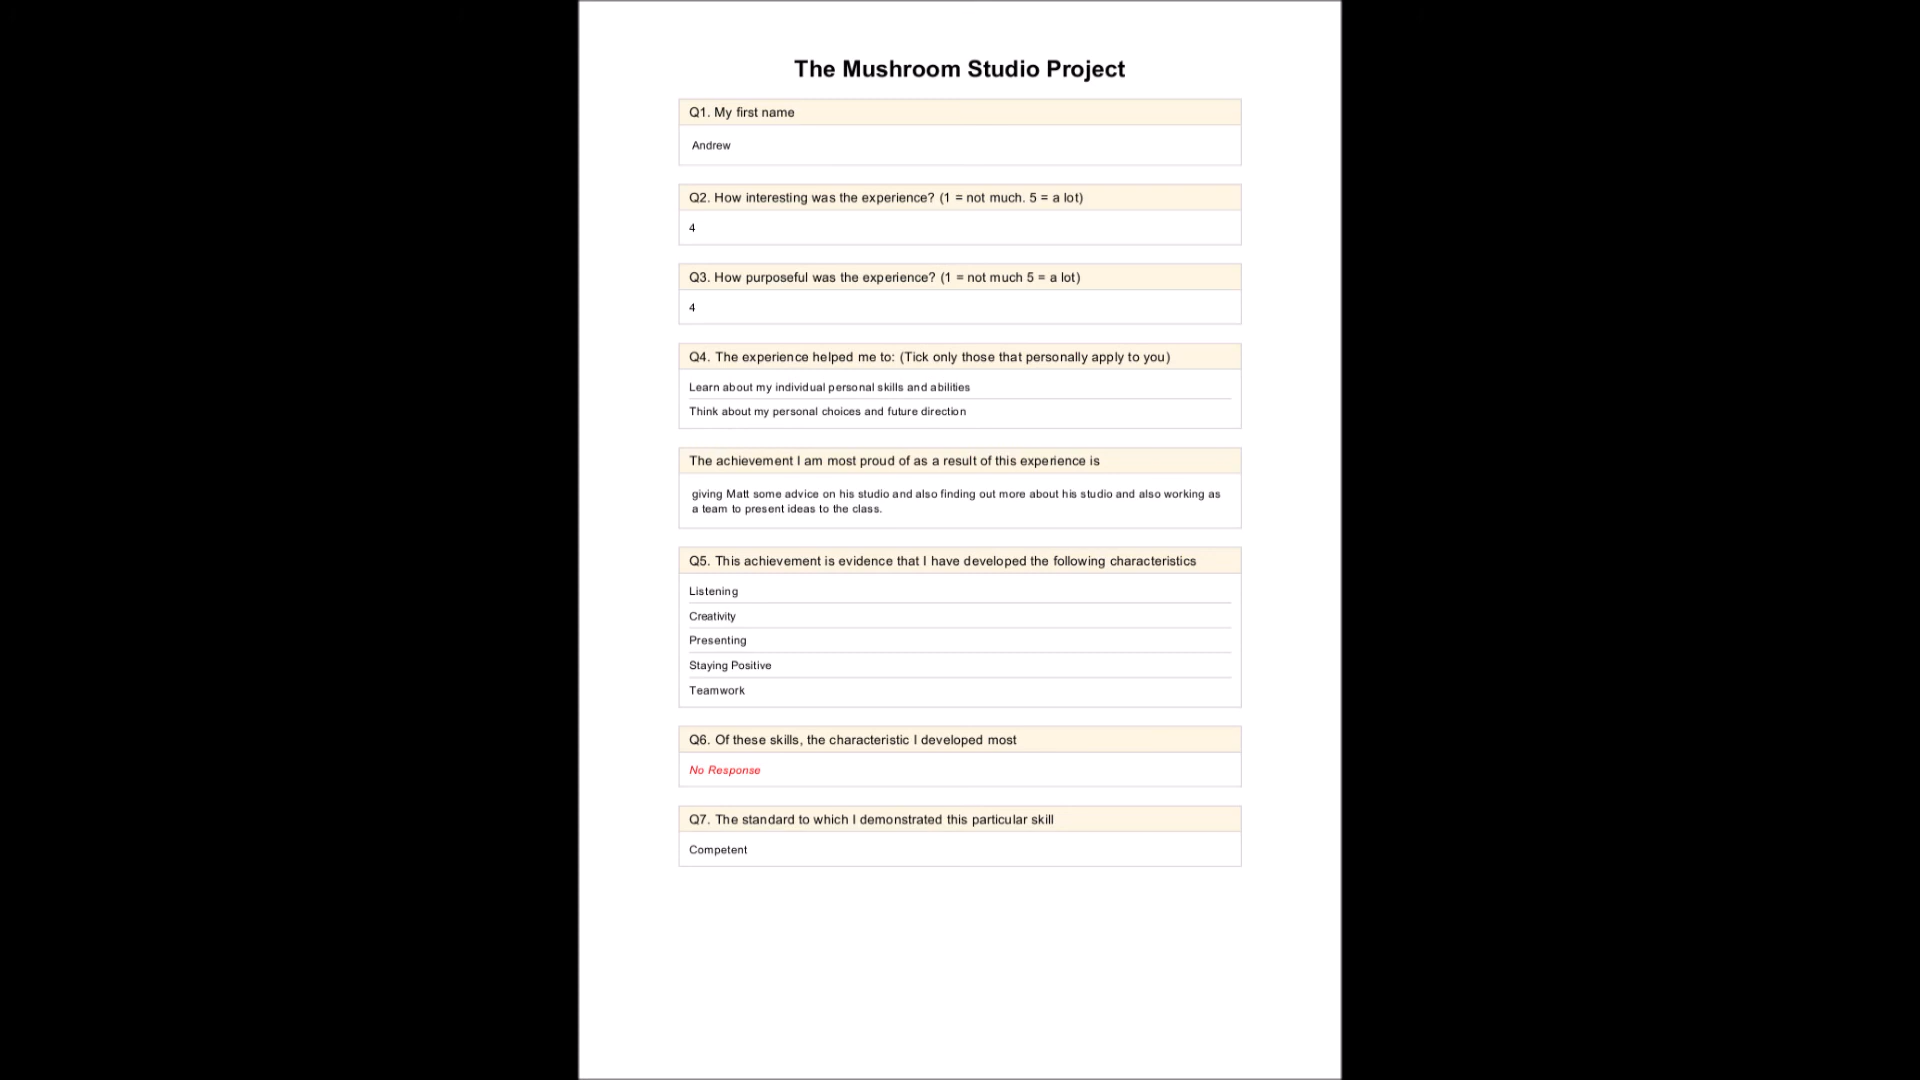 The Mushroom Studio Project
Q1. My first name
Andrew
Q2. How interesting was the experience? (1 = not much. 5 = a lot)
4
Q3. How purposeful was the experience? (1 = not much 5 = a lot)
4
Q4. The experience helped me to: (Tick only those that personally apply to you)
Learn about my individual personal skills and abilities
Think about my personal choices and future direction
The achievement I am most proud of as a result of this experience is
giving Matt some advice on his studio and also finding out more about his studio and also working as
a team to present ideas to the class.
Q5. This achievement is evidence that I have developed the following characteristics
Listening
Creativity
Presenting
Staying Positive
Teamwork
Q6. Of these skills, the characteristic I developed most
No Response
Q7. The standard to which I demonstrated this particular skill
Competent